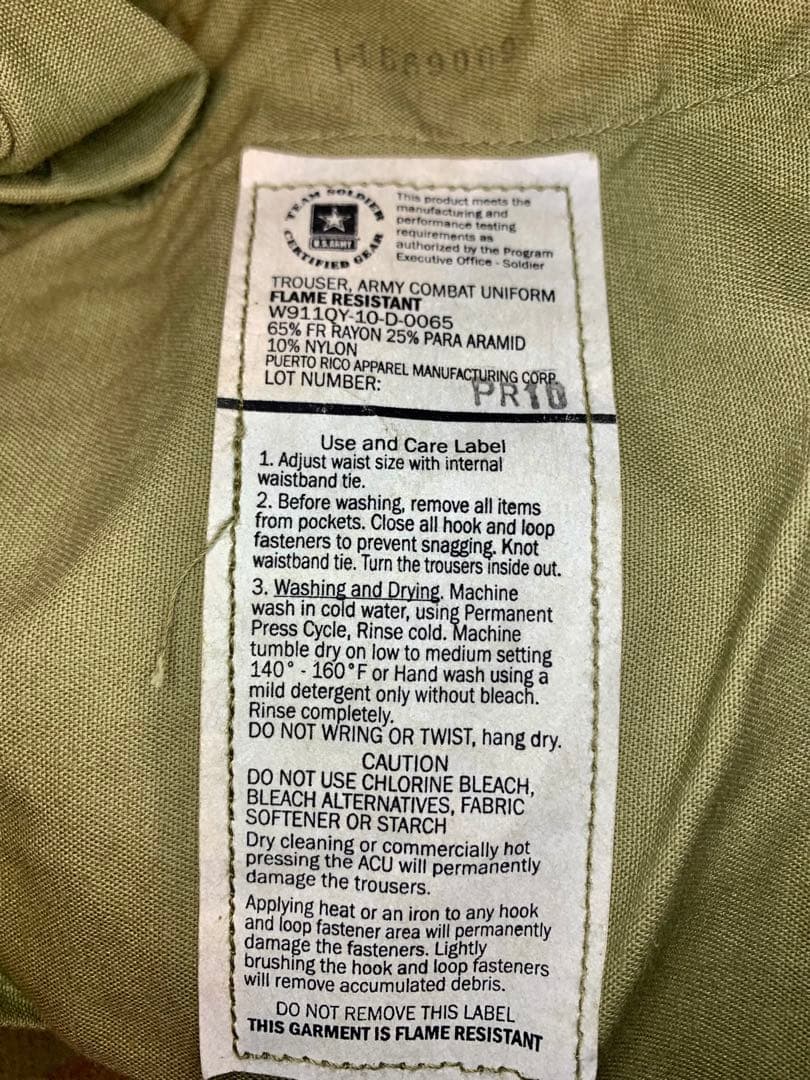 TEAM SOLDIER
CERTIFIED GEAR
U.S.ARMY
This product meets the
manufacturing and
performance testing
requirements as
authorized by the Program
Executive Office - Soldier
TROUSER, ARMY COMBAT UNIFORM
FLAME RESISTANT
W911QY-10-D-0065
65% FR RAYON 25% PARA ARAMID
10% NYLON
PUERTO RICO APPAREL MANUFACTURING CORP.
LOT NUMBER:
Use and Care Label
1. Adjust waist size with internal
waistband tie.
2. Before washing, remove all items
from pockets. Close all hook and loop
fasteners to prevent snagging. Knot
waistband tie. Turn the trousers inside out.
3. Washing and Drying. Machine
wash in cold water, using Permanent
Press Cycle, Rinse cold. Machine
tumble dry on low to medium setting
140° - 160°F or Hand wash using a
mild detergent only without bleach.
Rinse completely.
DO NOT WRING OR TWIST, hang dry.
CAUTION
DO NOT USE CHLORINE BLEACH,
BLEACH ALTERNATIVES, FABRIC
SOFTENER OR STARCH
Dry cleaning or commercially hot
pressing the ACU will permanently
damage the trousers.
Applying heat or an iron to any hook
and loop fastener area will permanently
damage the fasteners. Lightly
brushing the hook and loop fasteners
will remove accumulated debris.
DO NOT REMOVE THIS LABEL
THIS GARMENT IS FLAME RESISTANT